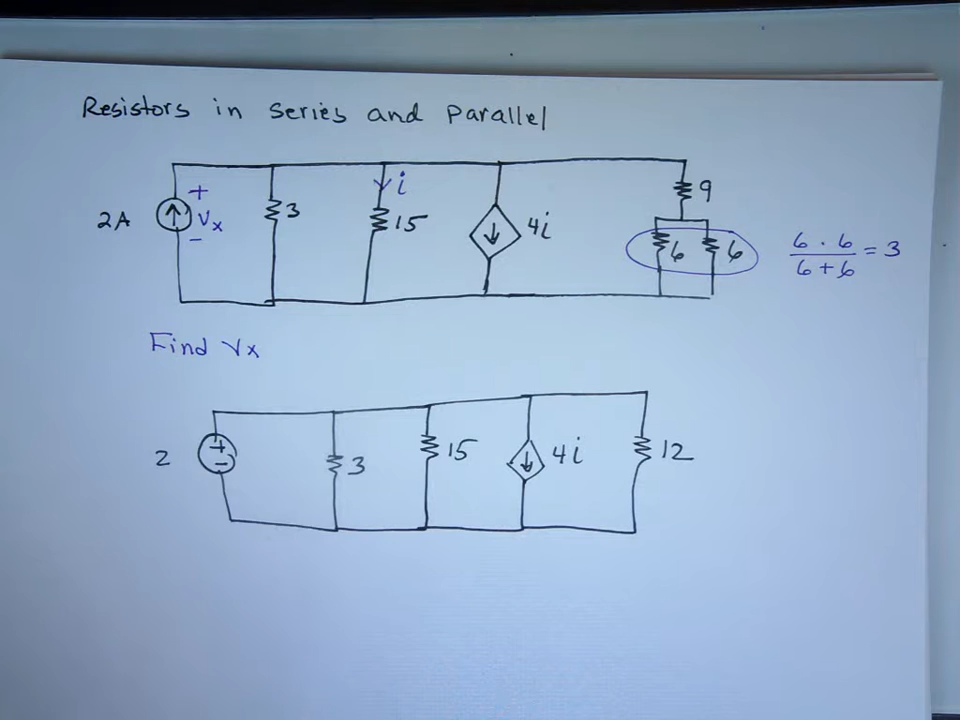 Resistors in series and parallel
2A
+
Vx
-
3
i
15
4i
9
6
6
6 · 6
6 + 6
= 3
Find Vx
2
+
-
3
15
4i
12